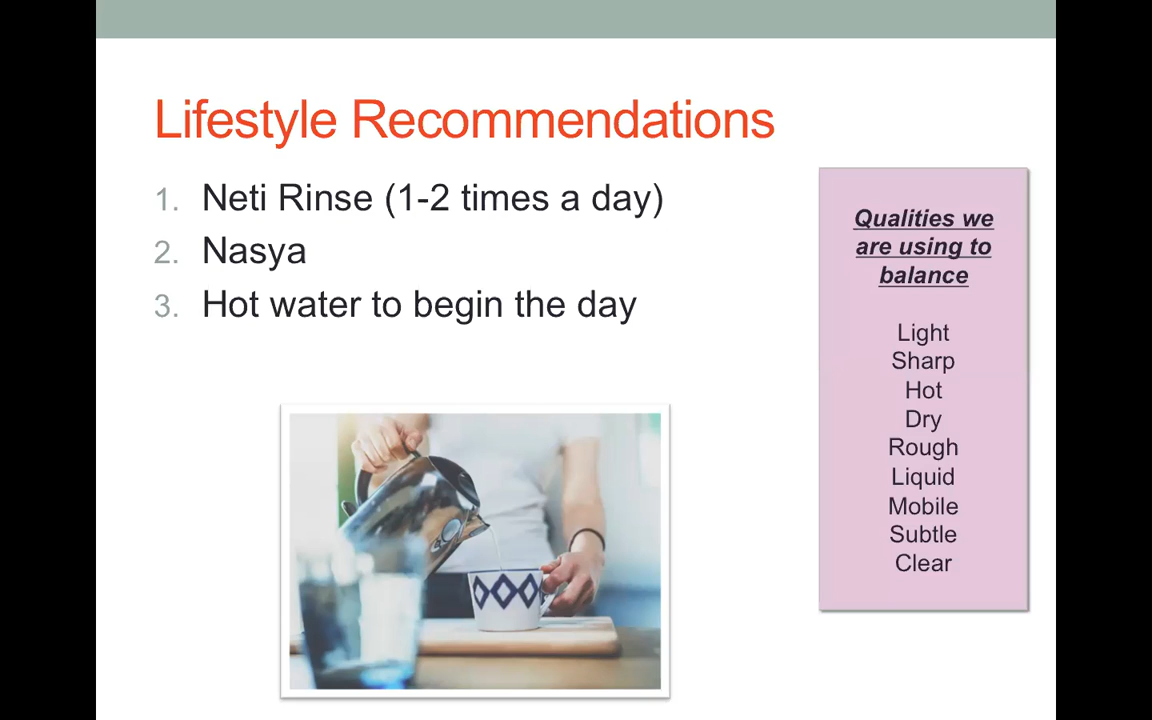 Lifestyle Recommendations
1. Neti Rinse (1-2 times a day)
2. Nasya
3. Hot water to begin the day
Qualities we
are using to
balance
Light
Sharp
Hot
Dry
Rough
Liquid
Mobile
Subtle
Clear